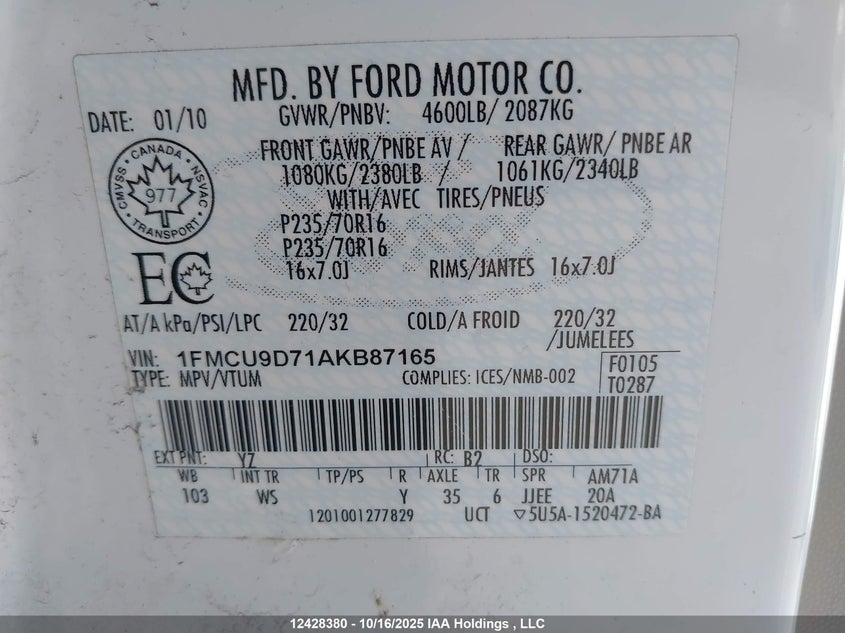 MFD. BY FORD MOTOR CO.
DATE: 01/10 GVWR/PNBV: 4600LB/ 2087KG
FRONT GAWR/PNBE AV / REAR GAWR/ PNBE AR
1080KG/2380LB / 1061KG/2340LB
WITH/AVEC TIRES/PNEUS
CANADA
CMVSS NSVAC
977
TRANSPORT
P235/70R16
P235/70R16
16x7.0J RIMS/JANTES 16x7.0J
EC
AT/A kPa/PSI/LPC 220/32 COLD/A FROID 220/32
/JUMELEES
VIN: 1FMCU9D71AKB87165 F0105
TYPE: MPV/VTUM COMPLIES: ICES/NMB-002 T0287
EXT PNT: YZ RC: B2 DSO:
WB INT TR TP/PS R AXLE TR SPR AM71A
103 WS Y 35 6 JJEE 20A
1201001277829 UCT ▽5U5A-1520472-BA
12428380 - 10/16/2025 IAA Holdings , LLC